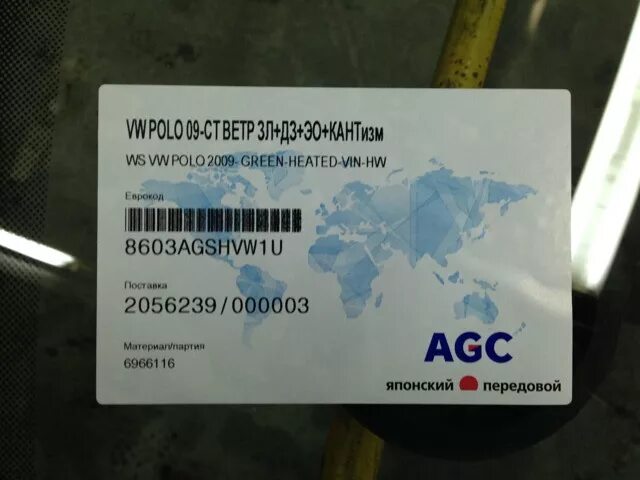 VW POLO 09-СТ ВЕТР ЗЛ+ДЗ+ЭО+КАНТизм
WS VW POLO 2009- GREEN-HEATED-VIN-HW
Еврокод
8603AGSHVW1U
Поставка
2056239/000003
Материал/партия
6966116
AGC
японский передовой